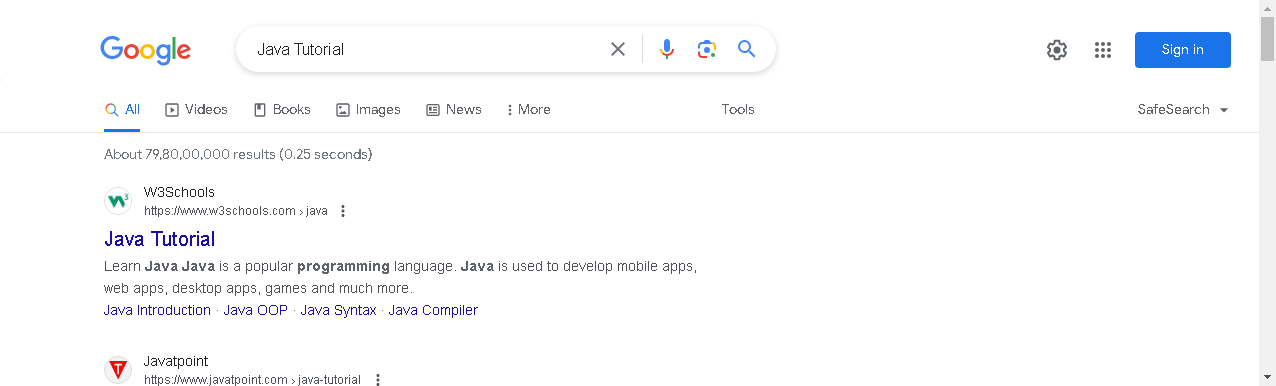 Google Java Tutorial Sign in
All Videos Books Images News More Tools SafeSearch
About 79,80,00,000 results (0.25 seconds)
W3Schools
https://www.w3schools.com › java
Java Tutorial
Learn Java Java is a popular programming language. Java is used to develop mobile apps,
web apps, desktop apps, games and much more.
Java Introduction · Java OOP · Java Syntax · Java Compiler
Javatpoint
https://www.javatpoint.com › java-tutorial